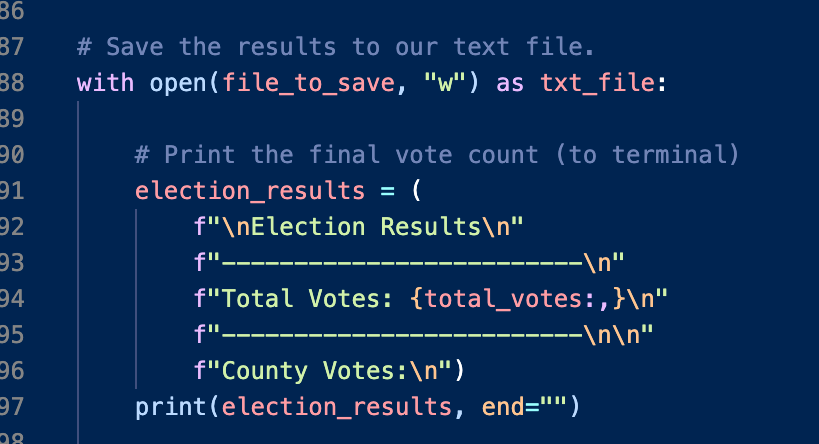 86
87 # Save the results to our text file.
88 with open(file_to_save, "w") as txt_file:
89
90 # Print the final vote count (to terminal)
91 election_results = (
92 f"\nElection Results\n"
93 f"-------------------------\n"
94 f"Total Votes: {total_votes:,}\n"
95 f"-------------------------\n\n"
96 f"County Votes:\n")
97 print(election_results, end="")
98